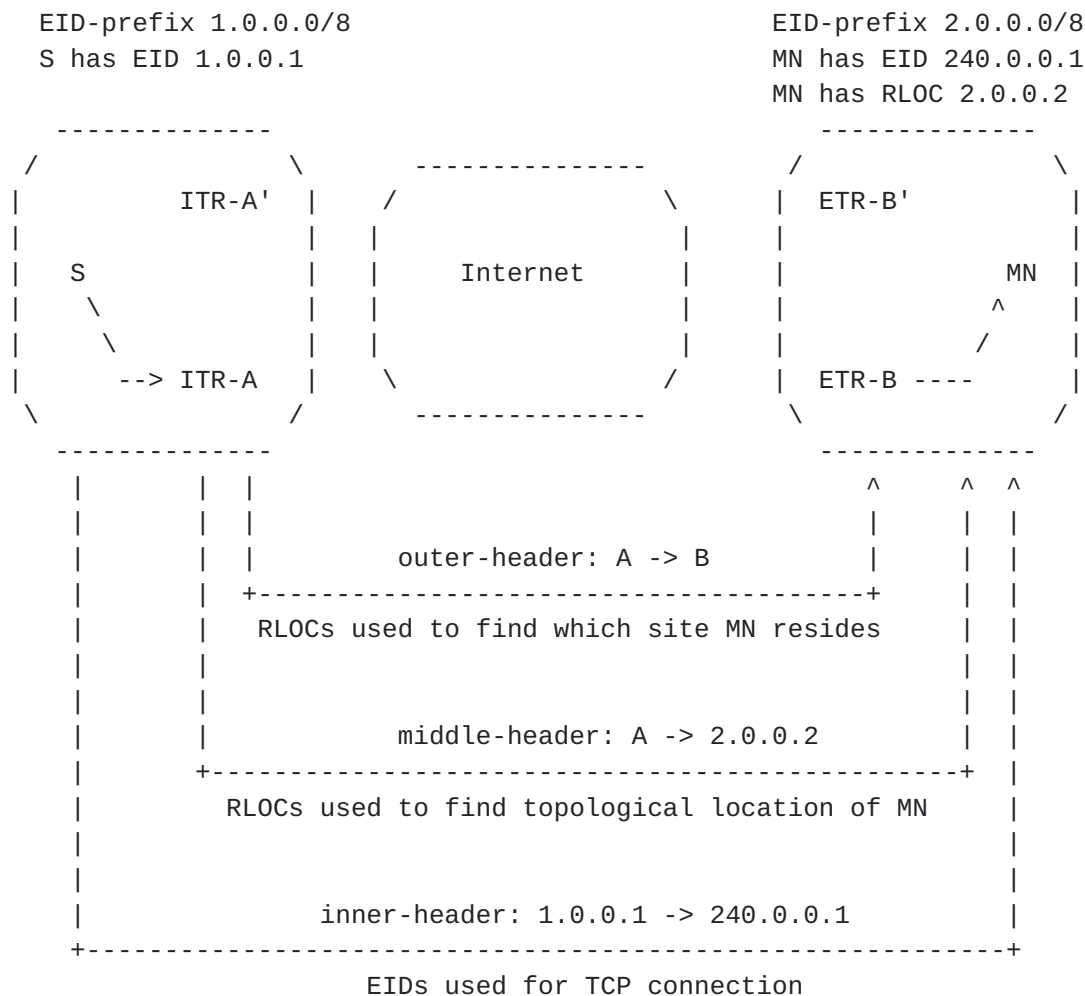 EID-prefix 1.0.0.0/8 EID-prefix 2.0.0.0/8
S has EID 1.0.0.1 MN has EID 240.0.0.1
MN has RLOC 2.0.0.2
ITR-A' ETR-B'
S Internet MN
--> ITR-A ETR-B ----
outer-header: A -> B
RLOCs used to find which site MN resides
middle-header: A -> 2.0.0.2
RLOCs used to find topological location of MN
inner-header: 1.0.0.1 -> 240.0.0.1
EIDs used for TCP connection